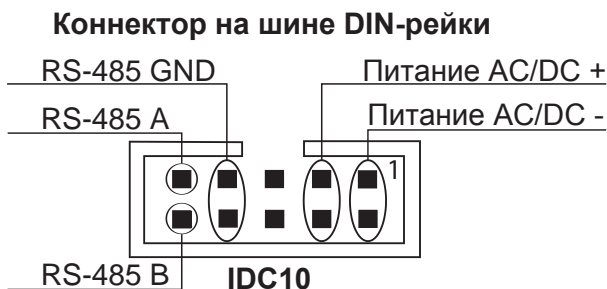 Коннектор на шине DIN-рейки
RS-485 GND
Питание AC/DC +
RS-485 A
Питание AC/DC -
1
RS-485 B
IDC10